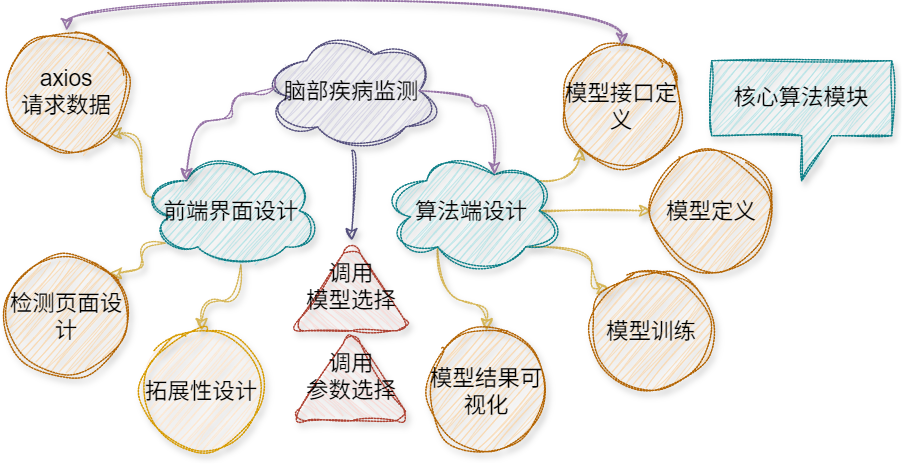 axios
请求数据
脑部疾病监测
模型接口定
义
核心算法模块
前端界面设计
算法端设计
模型定义
检测页面设
计
调用
模型选择
模型训练
拓展性设计
调用
参数选择
模型结果可
视化